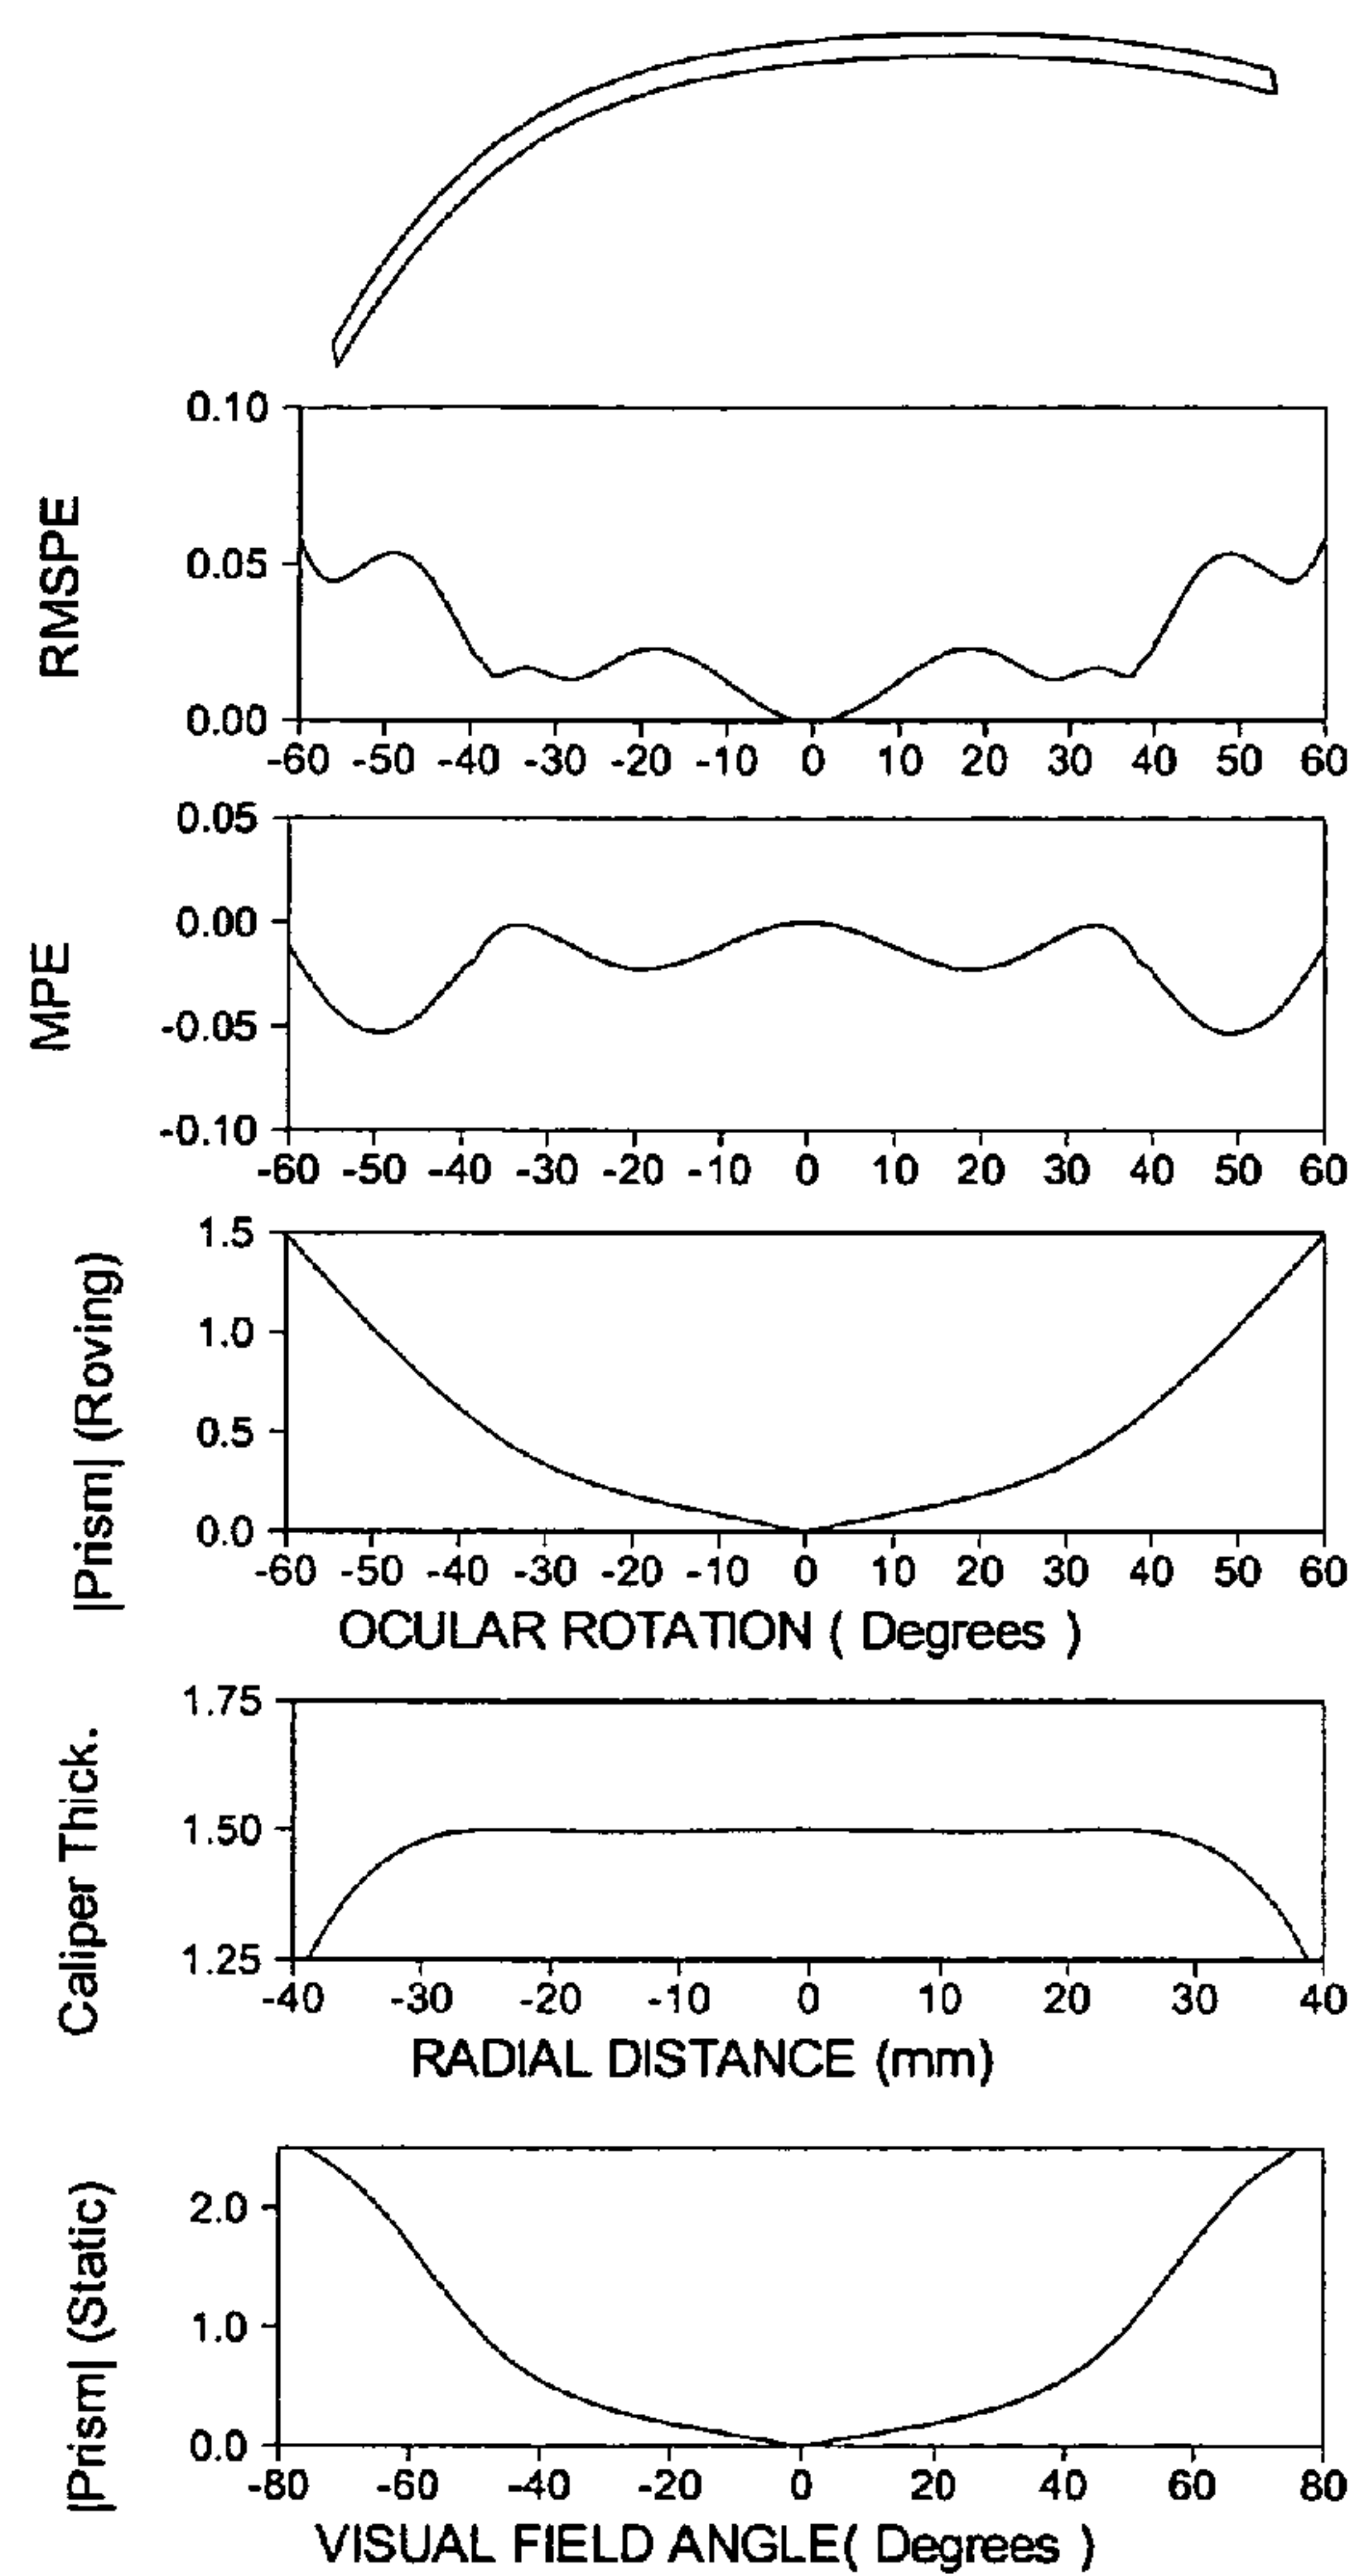 0.10
0.05
0.00
RMSPE
-60 -50 -40 -30 -20 -10 0 10 20 30 40 50 60
0.05
0.00
-0.05
-0.10
MPE
-60 -50 -40 -30 -20 -10 0 10 20 30 40 50 60
1.5
1.0
0.5
0.0
|Prism| (Roving)
-60 -50 -40 -30 -20 -10 0 10 20 30 40 50 60
OCULAR ROTATION ( Degrees )
1.75
1.50
1.25
Caliper Thick.
-40 -30 -20 -10 0 10 20 30 40
RADIAL DISTANCE (mm)
2.0
1.0
0.0
|Prism| (Static)
-80 -60 -40 -20 0 20 40 60 80
VISUAL FIELD ANGLE( Degrees )